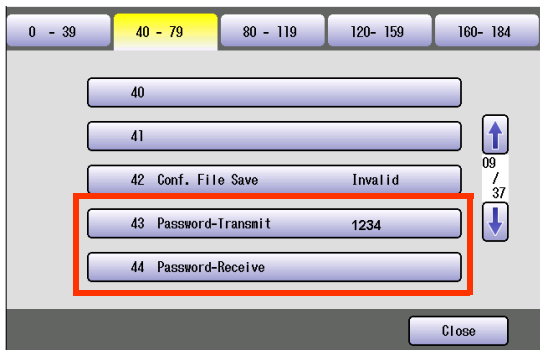 0 - 39 40 - 79 80 - 119 120- 159 160- 184
40
41
42 Conf. File Save Invalid
43 Password-Transmit 1234
44 Password-Receive
09
/
37
Close